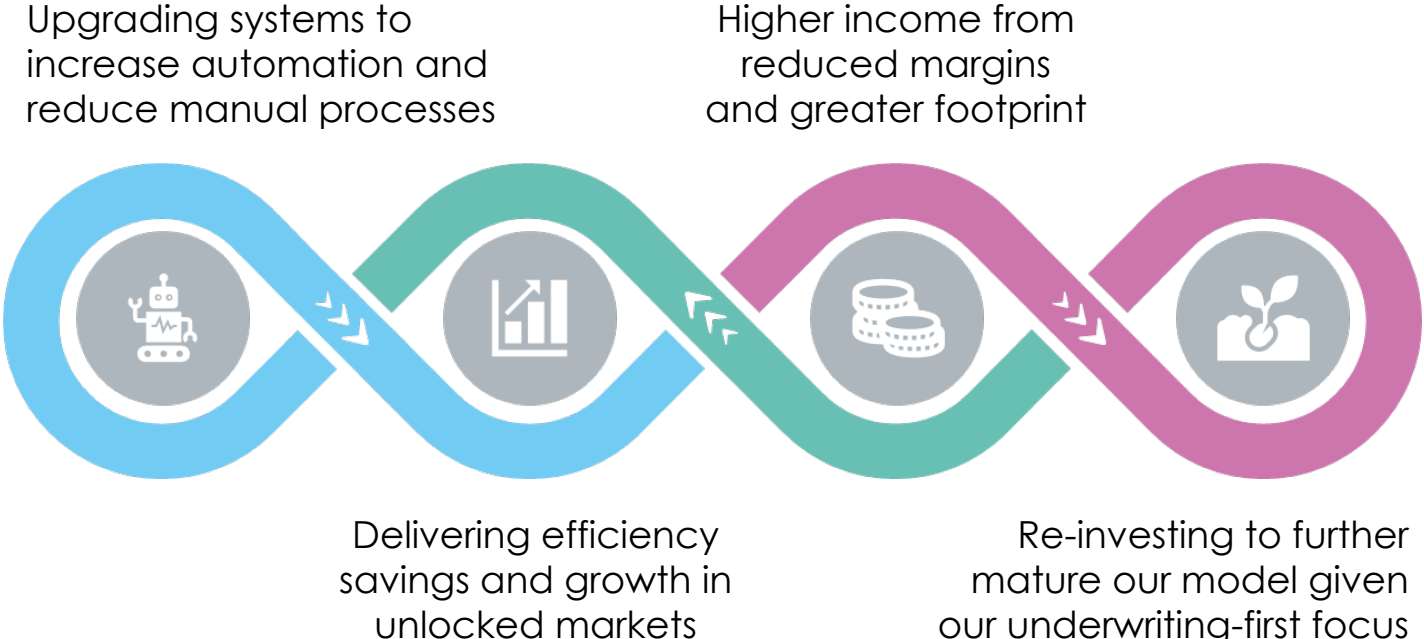 Upgrading systems to
increase automation and
reduce manual processes
Higher income from
reduced margins
and greater footprint
Delivering efficiency
savings and growth in
unlocked markets
Re-investing to further
mature our model given
our underwriting-first focus